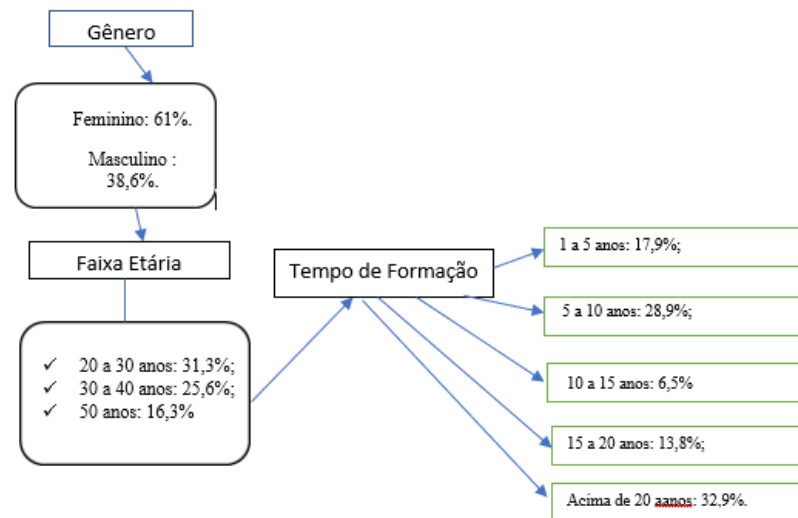 Gênero
Feminino: 61%.
Masculino :
38,6%.
Faixa Etária
✓ 20 a 30 anos: 31,3%;
✓ 30 a 40 anos: 25,6%;
✓ 50 anos: 16,3%
Tempo de Formação
1 a 5 anos: 17,9%;
5 a 10 anos: 28,9%;
10 a 15 anos: 6,5%
15 a 20 anos: 13,8%;
Acima de 20 aanos: 32,9%.